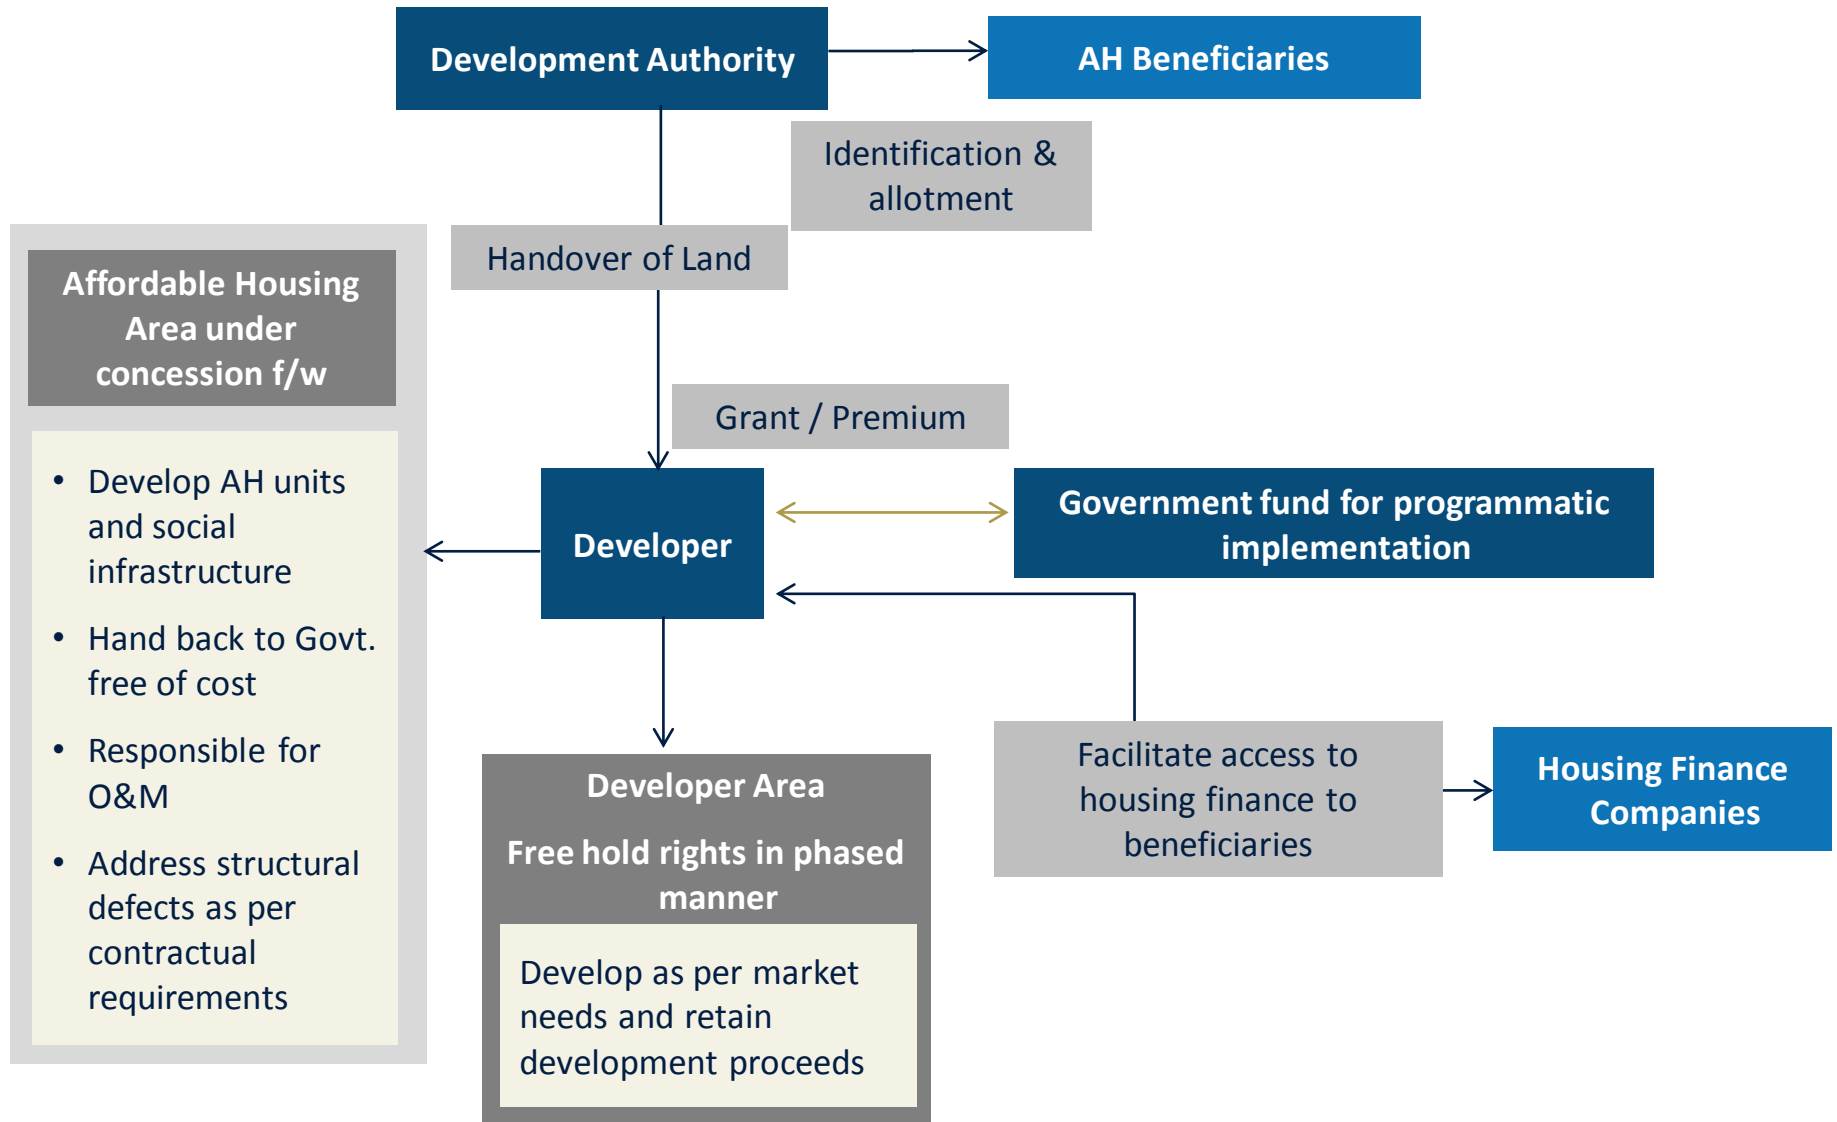 Development Authority
AH Beneficiaries
Identification &
allotment
Handover of Land
Affordable Housing
Area under
concession f/w
Grant / Premium
• Develop AH units
and social
infrastructure
• Hand back to Govt.
free of cost
• Responsible for
O&M
• Address structural
defects as per
contractual
requirements
Developer
Government fund for programmatic
implementation
Facilitate access to
housing finance to
beneficiaries
Housing Finance
Companies
Developer Area
Free hold rights in phased
manner
Develop as per market
needs and retain
development proceeds